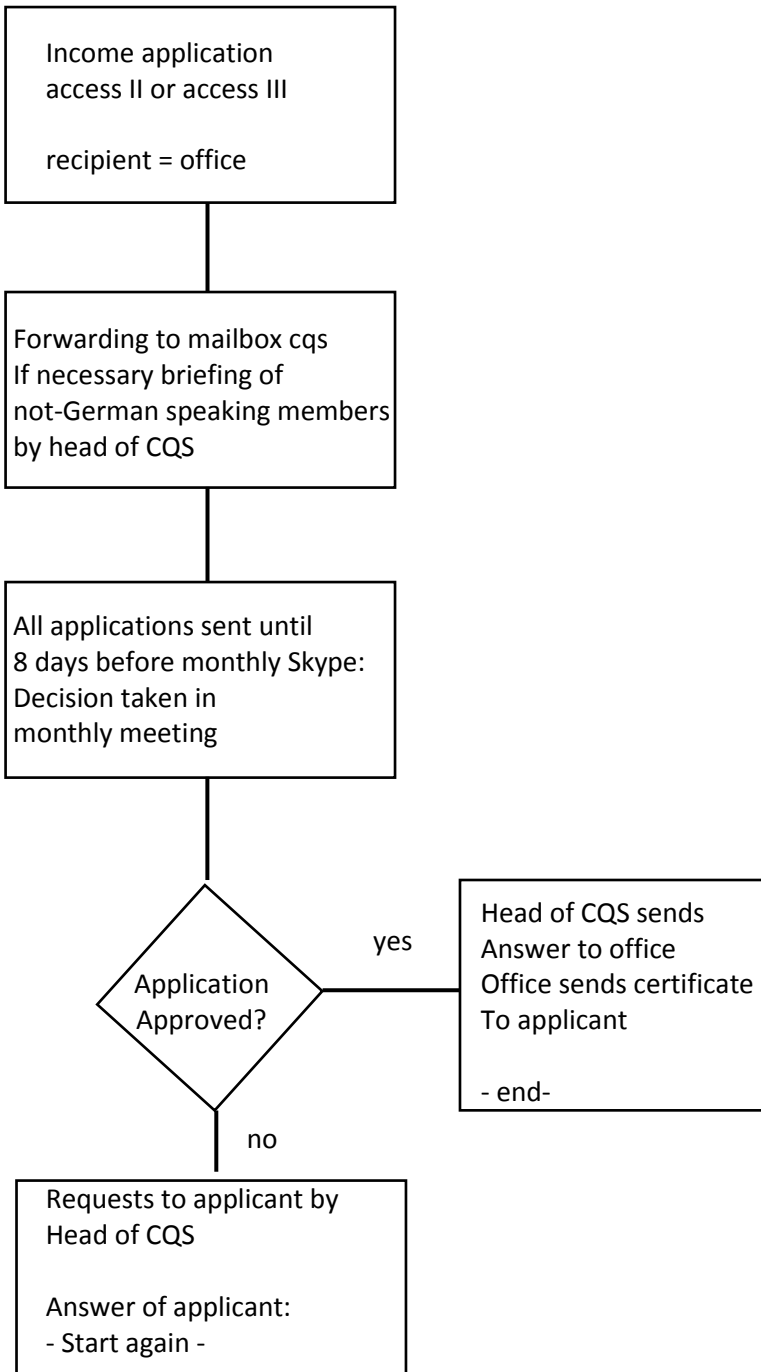 Income application
access II or access III
recipient = office
Forwarding to mailbox cqs
If necessary briefing of
not-German speaking members
by head of CQS
All applications sent until
8 days before monthly Skype:
Decision taken in
monthly meeting
Application
Approved?
yes
Head of CQS sends
Answer to office
Office sends certificate
To applicant
- end-
no
Requests to applicant by
Head of CQS
Answer of applicant:
- Start again -